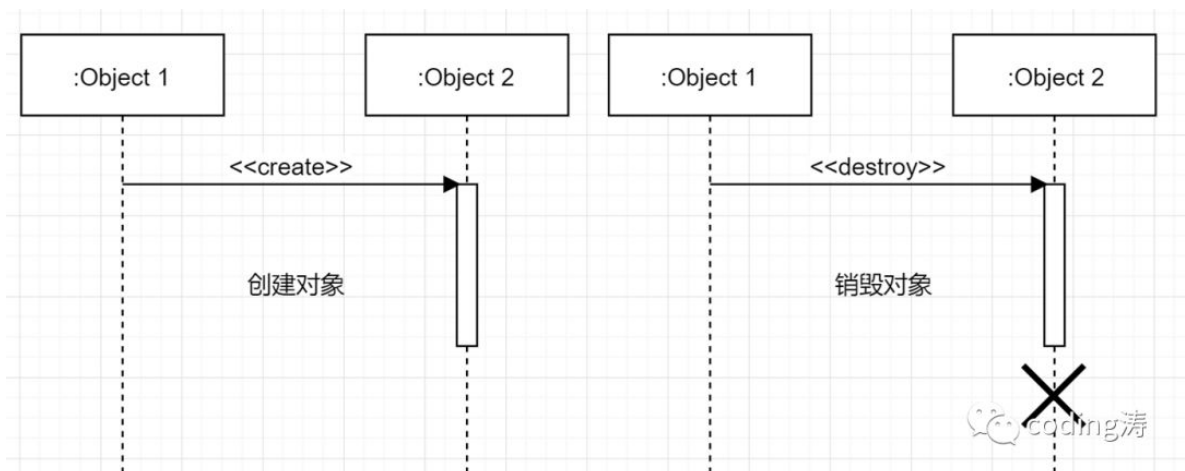 :Object 1
:Object 2
:Object 1
:Object 2
<<create>>
<<destroy>>
创建对象
销毁对象
coding涛